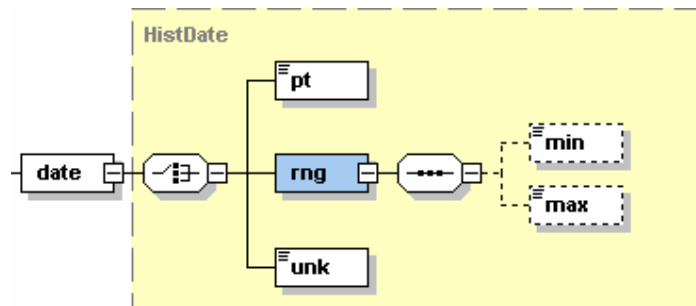 HistDate
pt
date
rng
min
max
unk